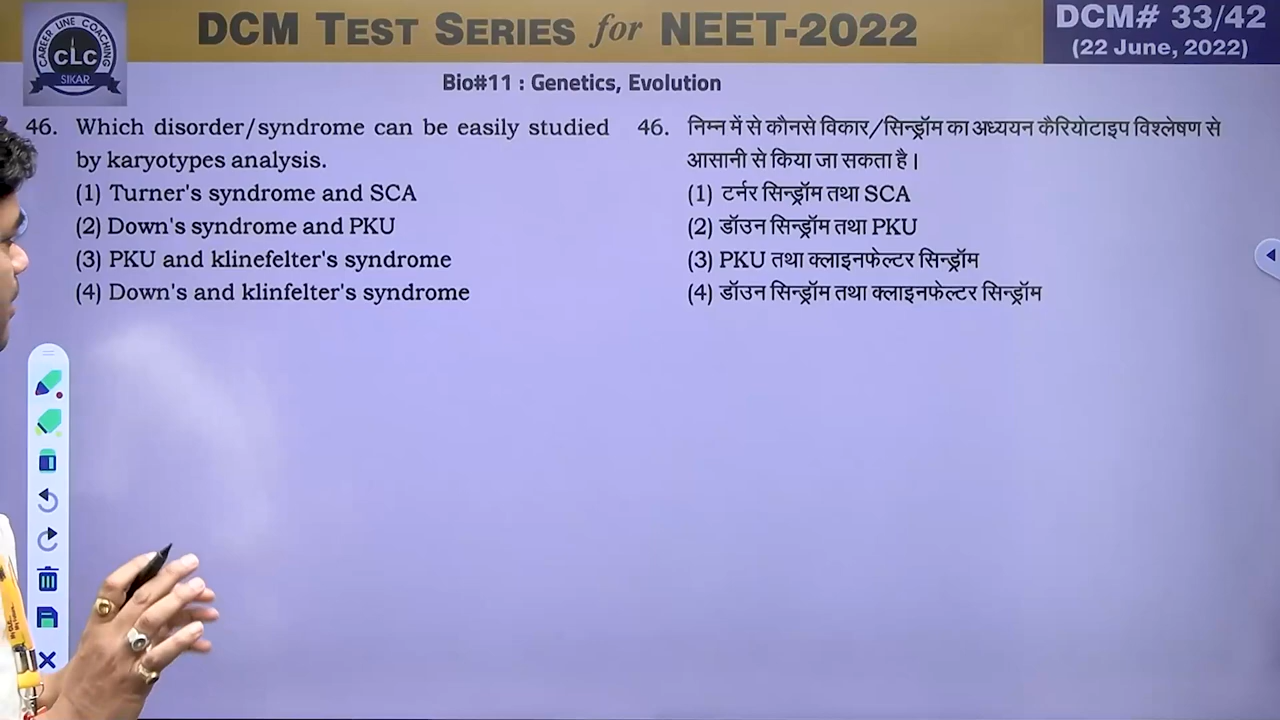 DCM TEST SERIES for NEET-2022
DCM# 33/42
(22 June, 2022)
CAREER LINE COACHING
CLC
SIKAR
Bio#11 : Genetics, Evolution
46. Which disorder/syndrome can be easily studied
by karyotypes analysis.
(1) Turner's syndrome and SCA
(2) Down's syndrome and PKU
(3) PKU and klinefelter's syndrome
(4) Down's and klinfelter's syndrome
46. निम्न में से कौनसे विकार/सिन्ड्रॉम का अध्ययन कैरियोटाइप विश्लेषण से
आसानी से किया जा सकता है।
(1) टर्नर सिन्ड्रॉम तथा SCA
(2) डॉउन सिन्ड्रॉम तथा PKU
(3) PKU तथा क्लाइनफेल्टर सिन्ड्रॉम
(4) डॉउन सिन्ड्रॉम तथा क्लाइनफेल्टर सिन्ड्रॉम